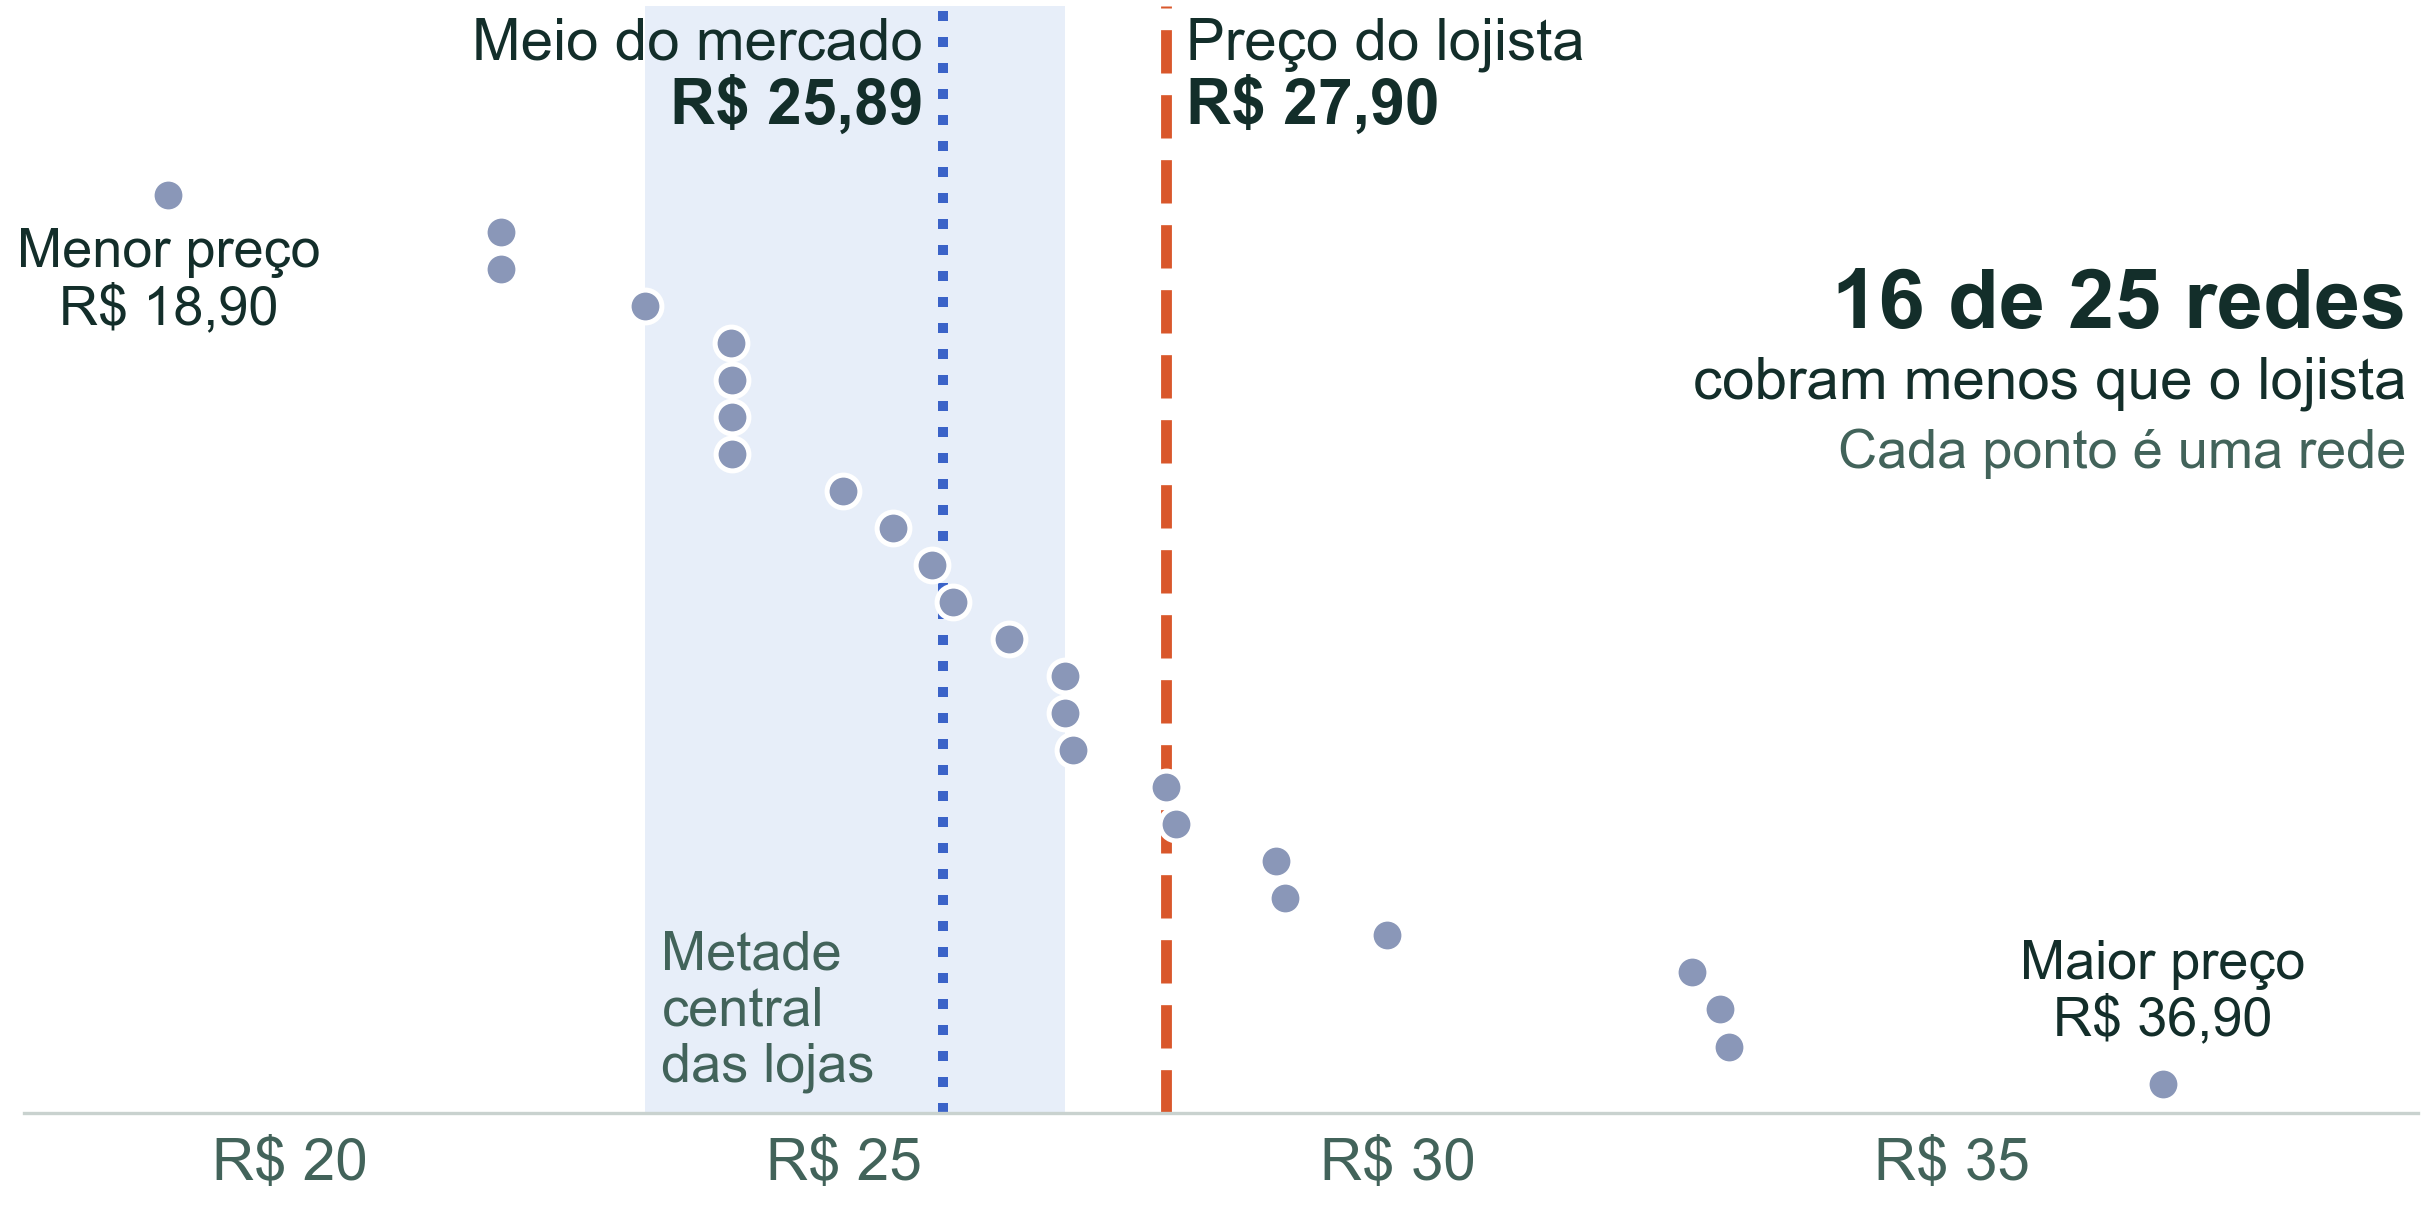 Meio do mercado
R$ 25,89
Preço do lojista
R$ 27,90
Menor preço
R$ 18,90
16 de 25 redes
cobram menos que o lojista
Cada ponto é uma rede
Metade
central
das lojas
Maior preço
R$ 36,90
R$ 20
R$ 25
R$ 30
R$ 35